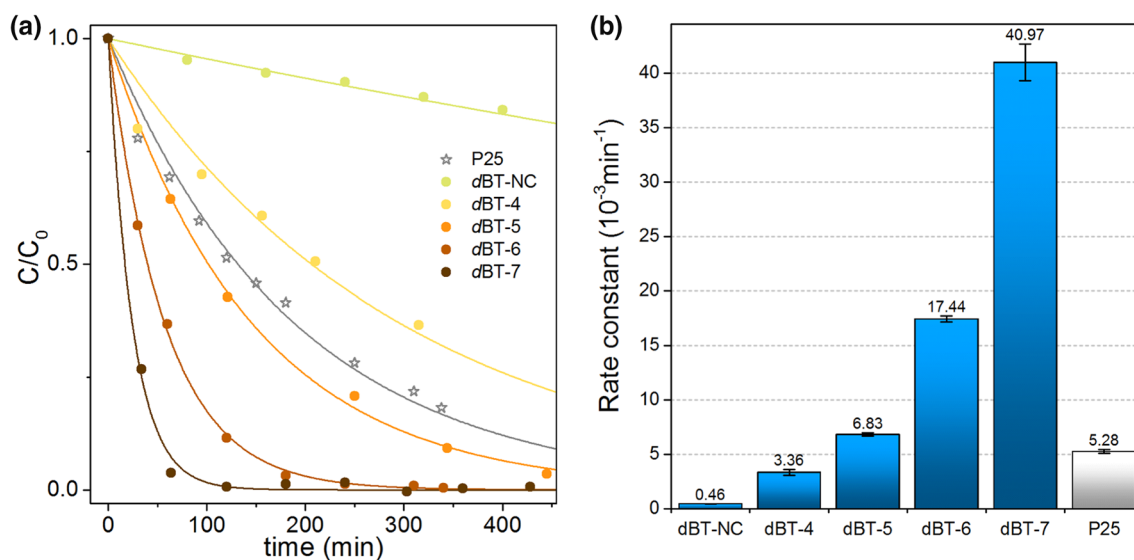 (a)
1.0
0.5
0.0
C/C0
0
100
200
300
400
time (min)
P25
dBT-NC
dBT-4
dBT-5
dBT-6
dBT-7
(b)
40
35
30
25
20
15
10
5
0
Rate constant (10-3min-1)
0.46
3.36
6.83
17.44
40.97
5.28
dBT-NC
dBT-4
dBT-5
dBT-6
dBT-7
P25